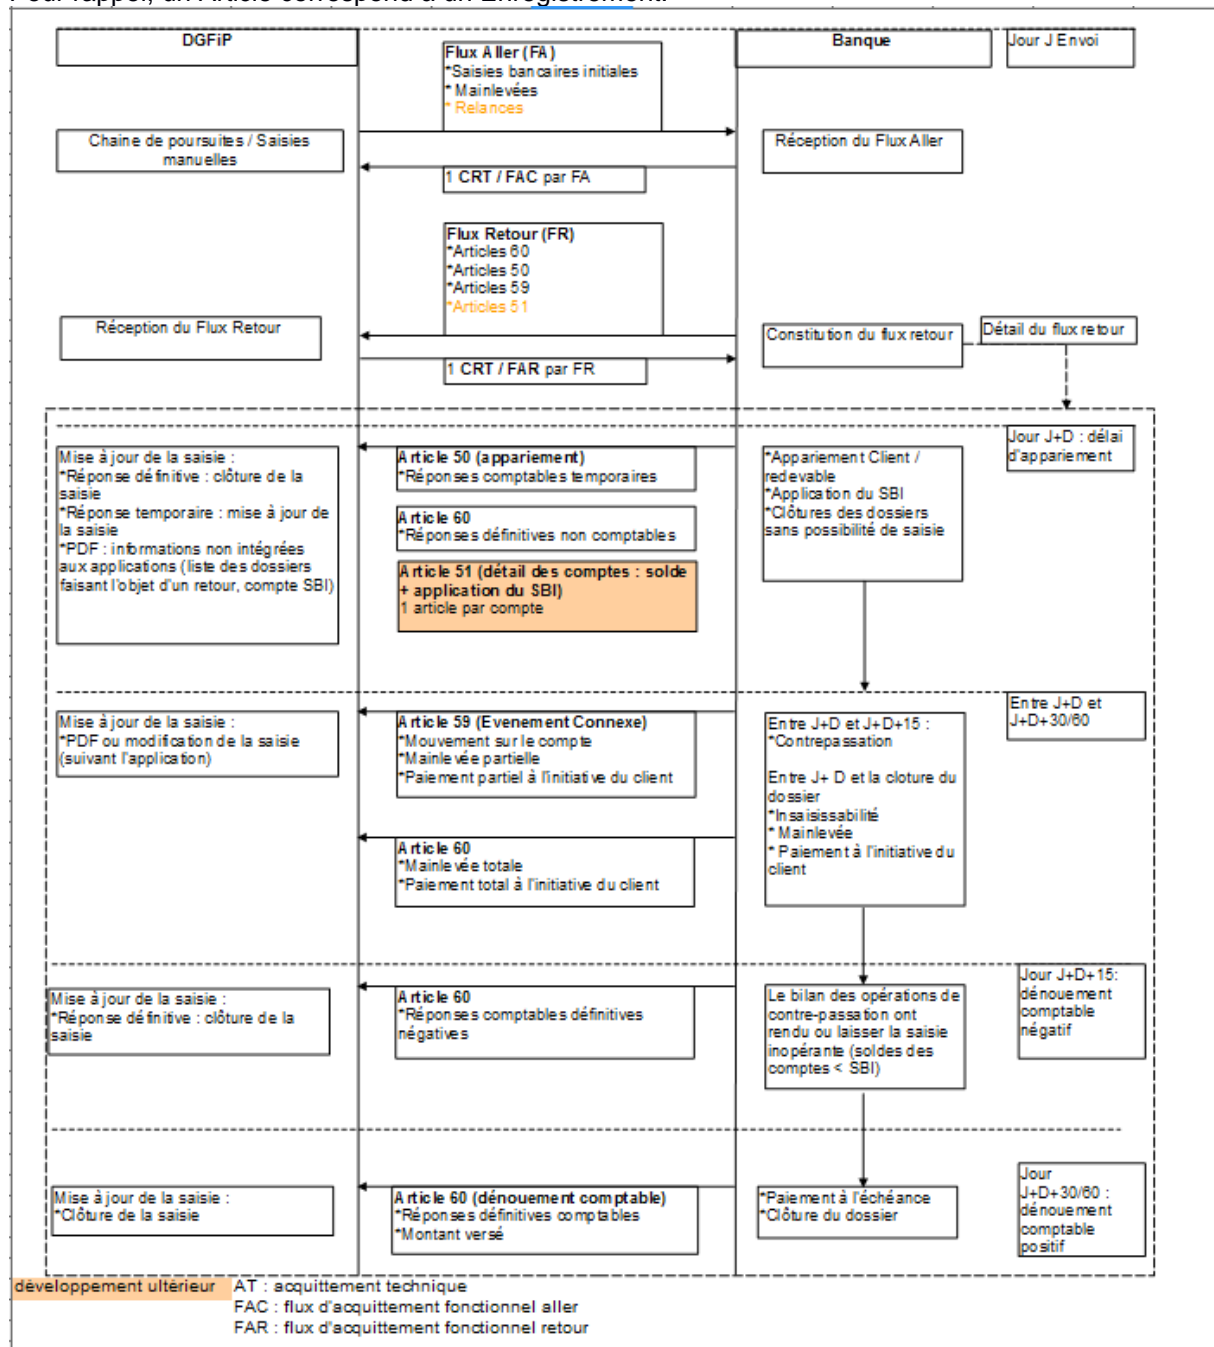 Pour rappel, un Article correspond à un Enregistrement.
DGFiP
Flux Aller (FA)
*Saisies bancaires initiales
* Mainlevées
* Relances
Banque
Jour J Envoi
Chaine de poursuites / Saisies
manuelles
Réception du Flux Aller
1 CRT / FAC par FA
Flux Retour (FR)
*Articles 60
*Articles 50
*Articles 59
*Articles 51
Réception du Flux Retour
Constitution du flux retour
Détail du flux retour
1 CRT / FAR par FR
Jour J+D : délai
d'appariement
Mise à jour de la saisie :
*Réponse définitive : clôture de la
saisie
*Réponse temporaire : mise à jour de
la saisie
*PDF : informations non intégrées
aux applications (liste des dossiers
faisant l'objet d'un retour, compte SBI)
Article 50 (appariement)
*Réponses comptables temporaires
Article 60
*Réponses définitives non comptables
Article 51 (détail des comptes : solde
+ application du SBI)
1 article par compte
*Appariement Client /
redevable
*Application du SBI
*Clôtures des dossiers
sans possibilité de saisie
Entre J+D et
J+D+30/60
Mise à jour de la saisie :
*PDF ou modification de la saisie
(suivant l'application)
Article 59 (Evenement Connexe)
*Mouvement sur le compte
*Mainlevée partielle
*Paiement partiel à l'initiative du client
Article 60
*Mainlevée totale
*Paiement total à l'initiative du client
Entre J+D et J+D+15 :
*Contrepassation
Entre J+ D et la cloture du
dossier
*Insaisissabilité
* Mainlevée
* Paiement à l'initiative du
client
Jour J+D+15:
dénouement
comptable
négatif
Mise à jour de la saisie :
*Réponse définitive : clôture de la
saisie
Article 60
*Réponses comptables définitives
négatives
Le bilan des opérations de
contre-passation ont
rendu ou laisser la saisie
inopérante (soldes des
comptes < SBI)
Jour
J+D+30/60 :
dénouement
comptable
positif
Mise à jour de la saisie :
*Clôture de la saisie
Article 60 (dénouement comptable)
*Réponses définitives comptables
*Montant versé
*Paiement à l'échéance
*Clôture du dossier
développement ultérieur
AT : acquittement technique
FAC : flux d'acquittement fonctionnel aller
FAR : flux d'acquittement fonctionnel retour